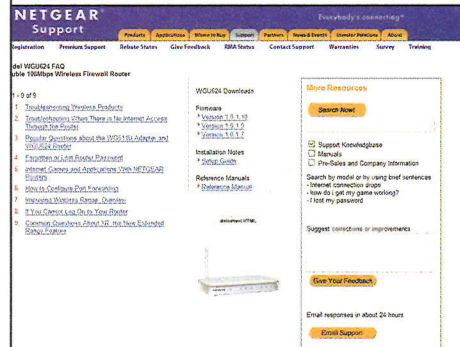 NETGEAR
Support
Everybody's connecting.
Products Applications Where to Buy Support Partners News & Events Investor Relations About
Registration Premium Support Rebate States Give Feedback RMA Status Contact Support Warranties Survey Training
del WGU624 FAQ
uble 108Mbps Wireless Firewall Router
1 - 9 of 9
1. Troubleshooting Wireless Products
2. Troubleshooting When There is No Internet Access
Through the Router
3. Popular Questions about the Adapter and
WGU624 Router
4. Forgotten or Lost Router Password
5. Internet Games and Applications With NETGEAR
Routers
6. How to Configure Port Forwarding
7. Improving Wireless Range
8. If You Cannot Log On to Your Router
9. Common Questions About XR, the New Extended
Range Feature
WGU624 Downloads
Firmware
* Version
* Version
* Version
Installation Notes
* Setup Guide
Reference Manuals
* Reference Manual
More Resources
Search Now!
Support Knowledgbase
Manuals
Pre-Sales and Company Information
Search by model or by using brief sentences
- Internet connection drops
- how do i get my game working?
- I lost my password
Suggest corrections or improvements
Give Your Feedback
Email responses in about 24 hours
Email Support